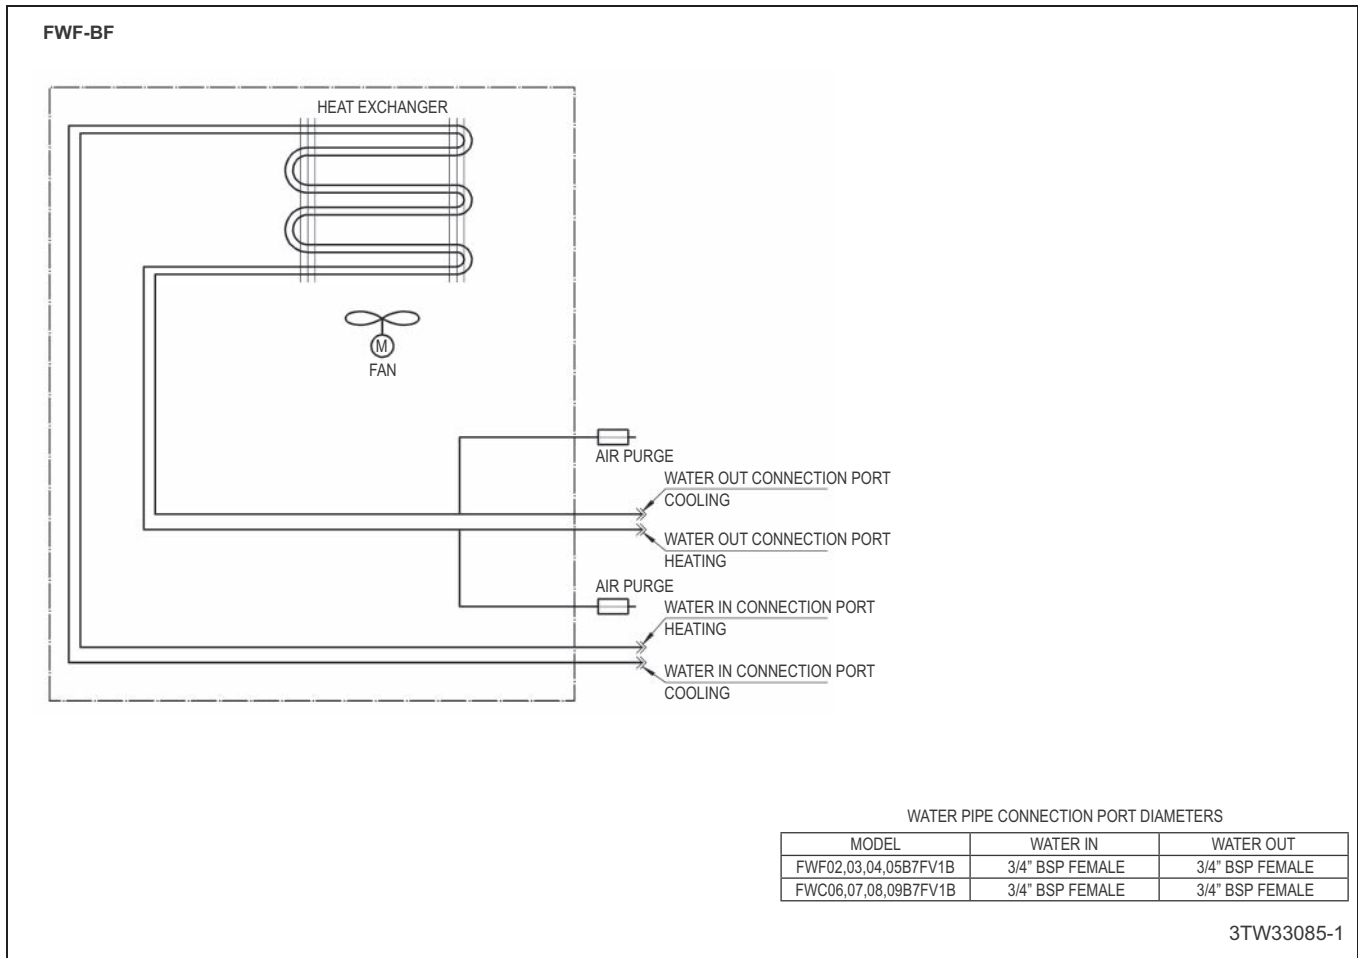 FWF-BF
HEAT EXCHANGER
M
FAN
AIR PURGE
WATER OUT CONNECTION PORT
COOLING
WATER OUT CONNECTION PORT
HEATING
AIR PURGE
WATER IN CONNECTION PORT
HEATING
WATER IN CONNECTION PORT
COOLING
WATER PIPE CONNECTION PORT DIAMETERS
MODEL WATER IN WATER OUT
FWF02,03,04,05B7FV1B 3/4” BSP FEMALE 3/4” BSP FEMALE
FWC06,07,08,09B7FV1B 3/4” BSP FEMALE 3/4” BSP FEMALE
3TW33085-1